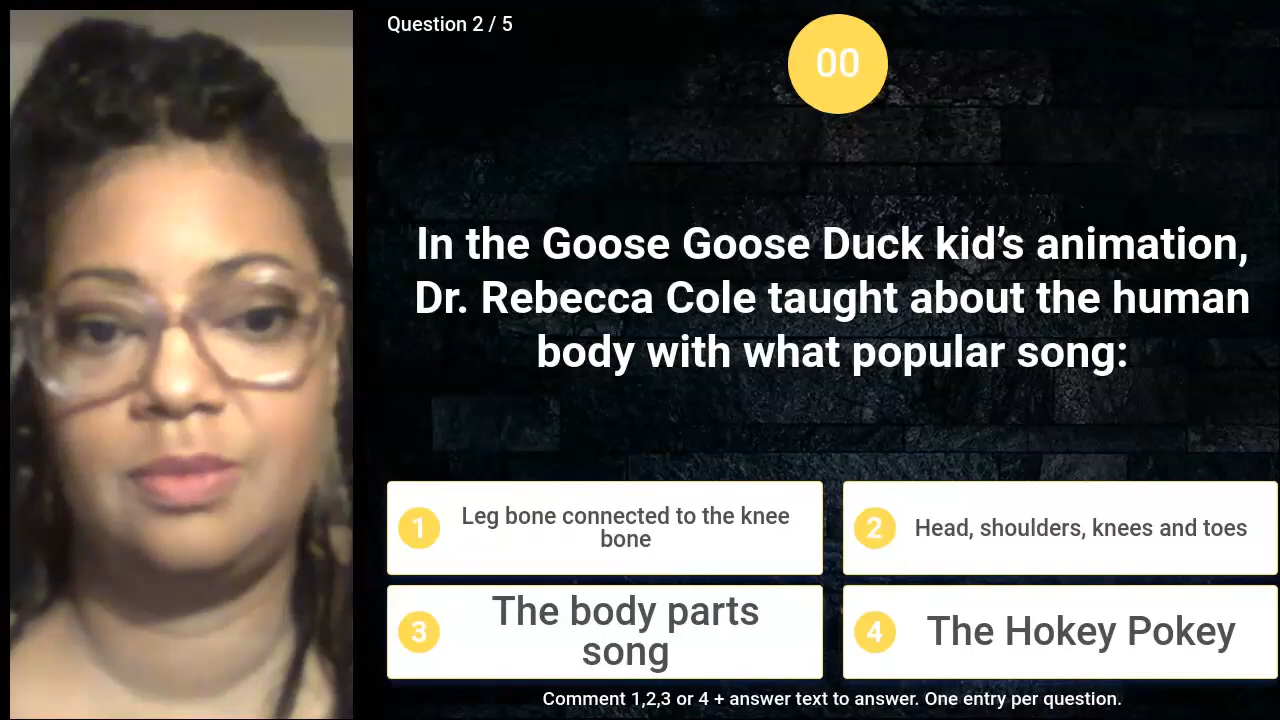 Question 2 / 5
00
In the Goose Goose Duck kid’s animation,
Dr. Rebecca Cole taught about the human
body with what popular song:
1
Leg bone connected to the knee
bone
2
Head, shoulders, knees and toes
3
The body parts
song
4
The Hokey Pokey
Comment 1,2,3 or 4 + answer text to answer. One entry per question.